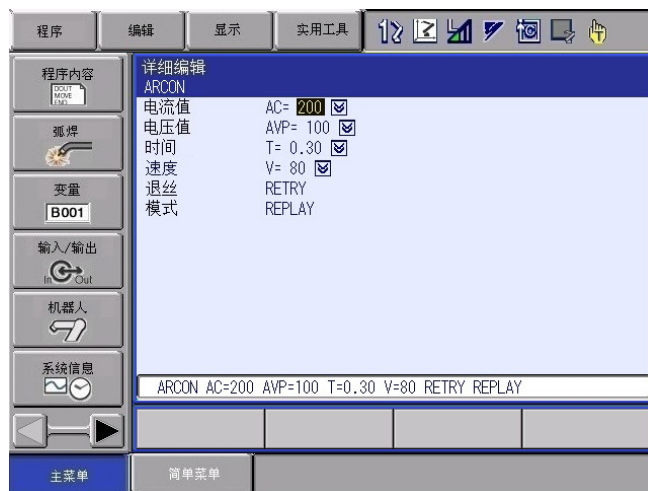 程序 编辑 显示 实用工具
程序内容
DOUT
MOVE
END
弧焊
变量
B001
输入/输出
In Out
机器人
系统信息
详细编辑
ARCON
电流值 AC= 200
电压值 AVP= 100
时间 T= 0.30
速度 V= 80
退丝 RETRY
模式 REPLAY
ARCON AC=200 AVP=100 T=0.30 V=80 RETRY REPLAY
主菜单 简单菜单